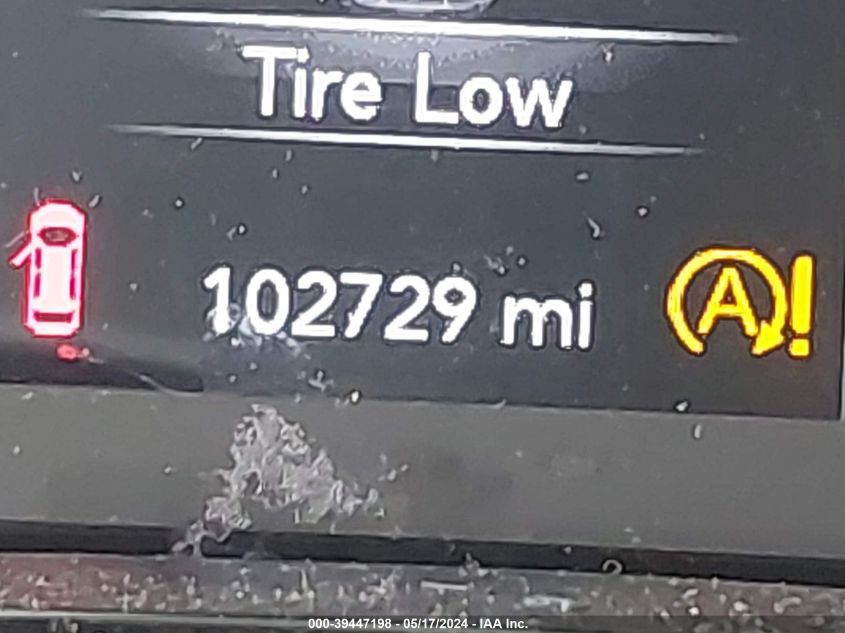 Tire Low
102729 mi
A!
000-39447198 - 05/17/2024 - IAA Inc.